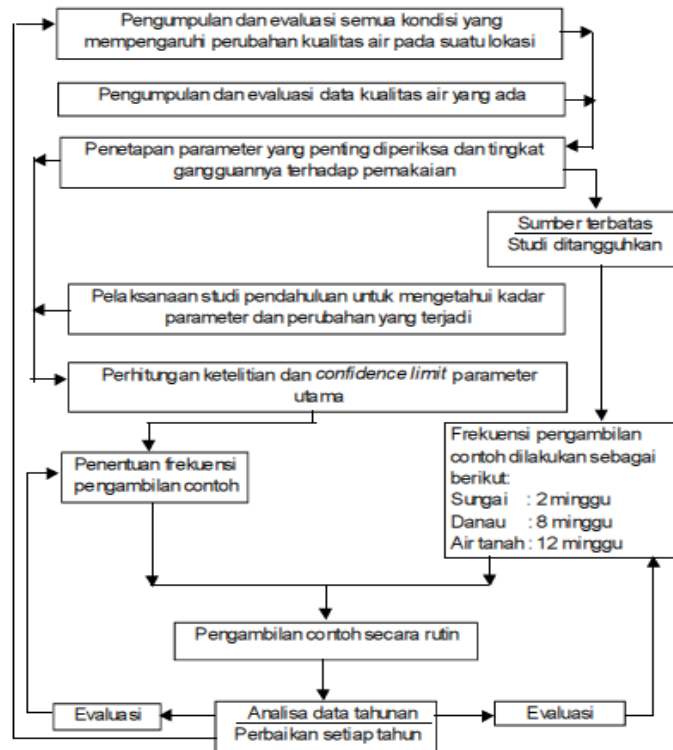 Pengumpulan dan evaluasi semua kondisi yang
mempengaruhi perubahan kualitas air pada suatu lokasi
Pengumpulan dan evaluasi data kualitas air yang ada
Penetapan parameter yang penting diperiksa dan tingkat
gangguannya terhadap pemakaian
Sumber terbatas
Studi ditangguhkan
Pelaksanaan studi pendahuluan untuk mengetahui kadar
parameter dan perubahan yang terjadi
Perhitungan ketelitian dan confidence limit parameter
utama
Penentuan frekuensi
pengambilan contoh
Frekuensi pengambilan
contoh dilakukan sebagai
berikut:
Sungai : 2 minggu
Danau : 8 minggu
Air tanah : 12 minggu
Pengambilan contoh secara rutin
Evaluasi
Analisa data tahunan
Perbaikan setiap tahun
Evaluasi